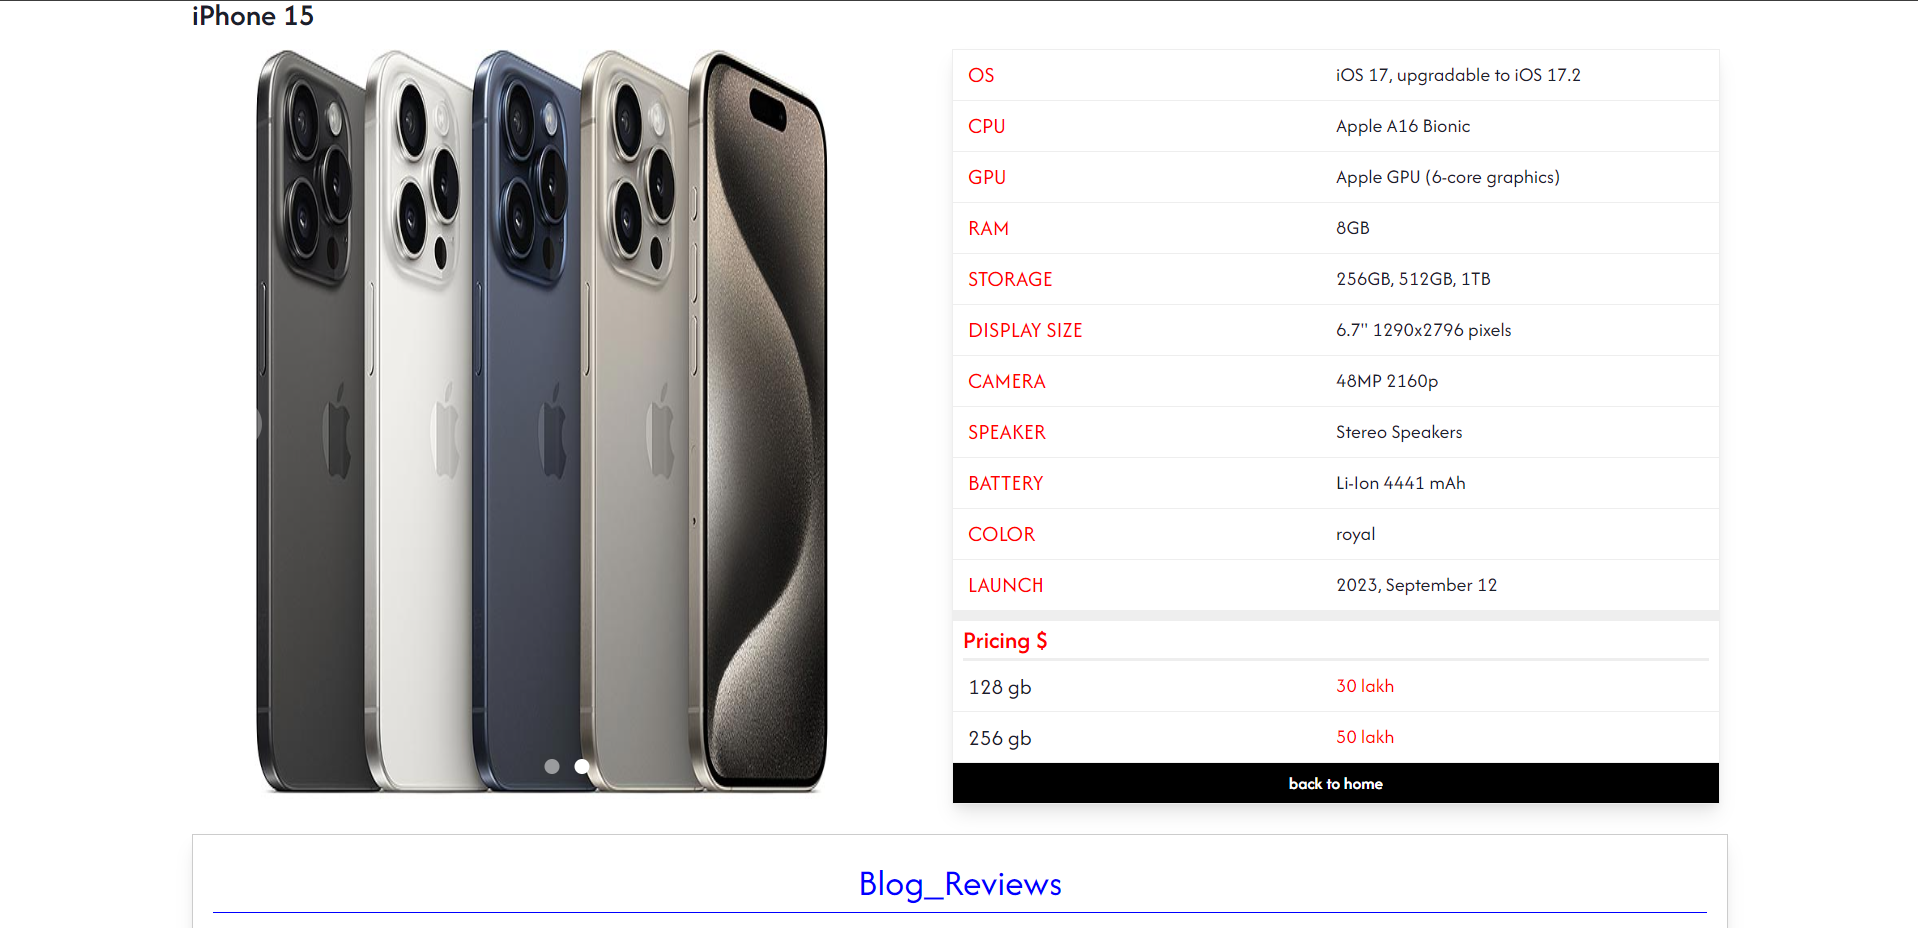 iPhone 15
OS iOS 17, upgradable to iOS 17.2
CPU Apple A16 Bionic
GPU Apple GPU (6-core graphics)
RAM 8GB
STORAGE 256GB, 512GB, 1TB
DISPLAY SIZE 6.7" 1290x2796 pixels
CAMERA 48MP 2160p
SPEAKER Stereo Speakers
BATTERY Li-Ion 4441 mAh
COLOR royal
LAUNCH 2023, September 12
Pricing $
128 gb 30 lakh
256 gb 50 lakh
back to home
Blog_Reviews